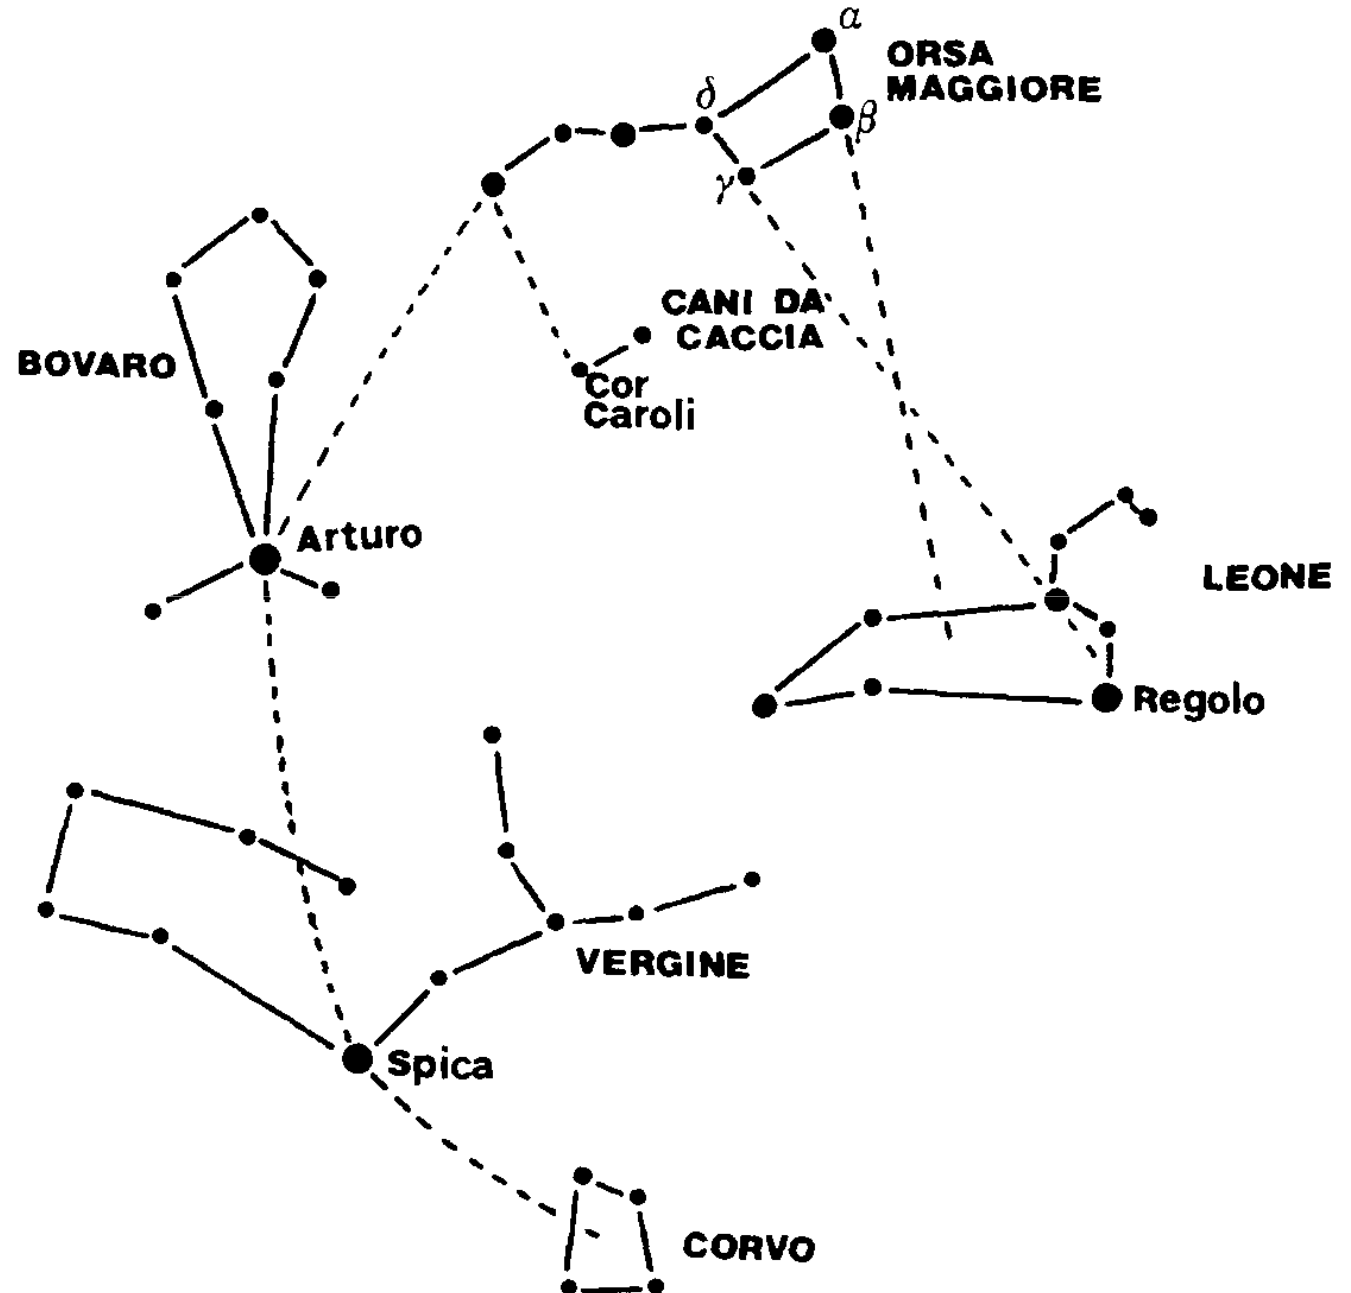 α
ORSA
MAGGIORE
δ
β
γ
CANI DA
CACCIA
BOVARO
Cor
Caroli
Arturo
LEONE
Regolo
VERGINE
Spica
CORVO